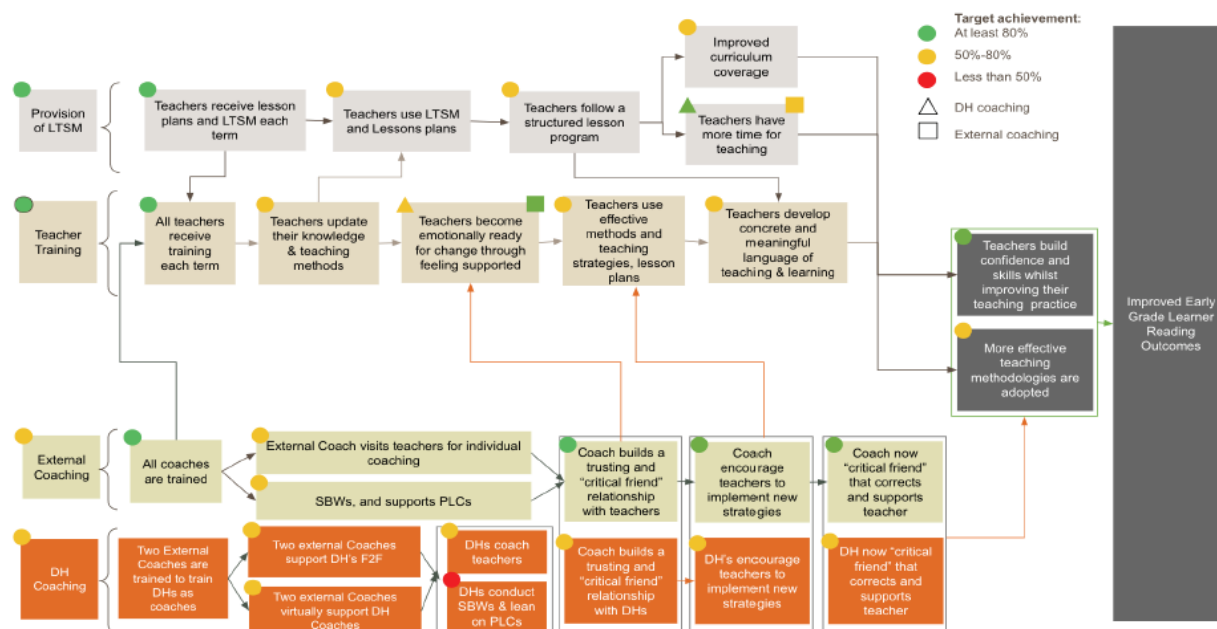 Target achievement:
At least 80%
50%-80%
Less than 50%
DH coaching
External coaching
Provision
of LTSM
Teachers receive lesson
plans and LTSM each
term
Teachers use LTSM
and Lessons plans
Teachers follow a
structured lesson
program
Improved
curriculum
coverage
Teachers have
more time for
teaching
Teacher
Training
All teachers
receive
training
each term
Teachers update
their knowledge
& teaching
methods
Teachers become
emotionally ready
for change through
feeling supported
Teachers use
effective
methods and
teaching
strategies, lesson
plans
Teachers develop
concrete and
meaningful
language of
teaching & learning
Teachers build
confidence and
skills whilst
improving their
teaching practice
More effective
teaching
methodologies are
adopted
Improved Early
Grade Learner
Reading
Outcomes
External
Coaching
All coaches
are trained
External Coach visits teachers for individual
coaching
SBWs, and supports PLCs
Coach builds a
trusting and
“critical friend”
relationship
with teachers
Coach
encourage
teachers to
implement new
strategies
Coach now
“critical friend”
that corrects
and supports
teacher
DH
Coaching
Two External
Coaches are
trained to train
DHs as
coaches
Two external Coaches
support DH's F2F
Two external Coaches
virtually support DH
Coaches
DHs coach
teachers
DHs conduct
SBWs & lean
on PLCs
Coach builds a
trusting and
“critical friend”
relationship
with DHs
DH's encourage
teachers to
implement new
strategies
DH now “critical
friend” that
corrects and
supports
teacher